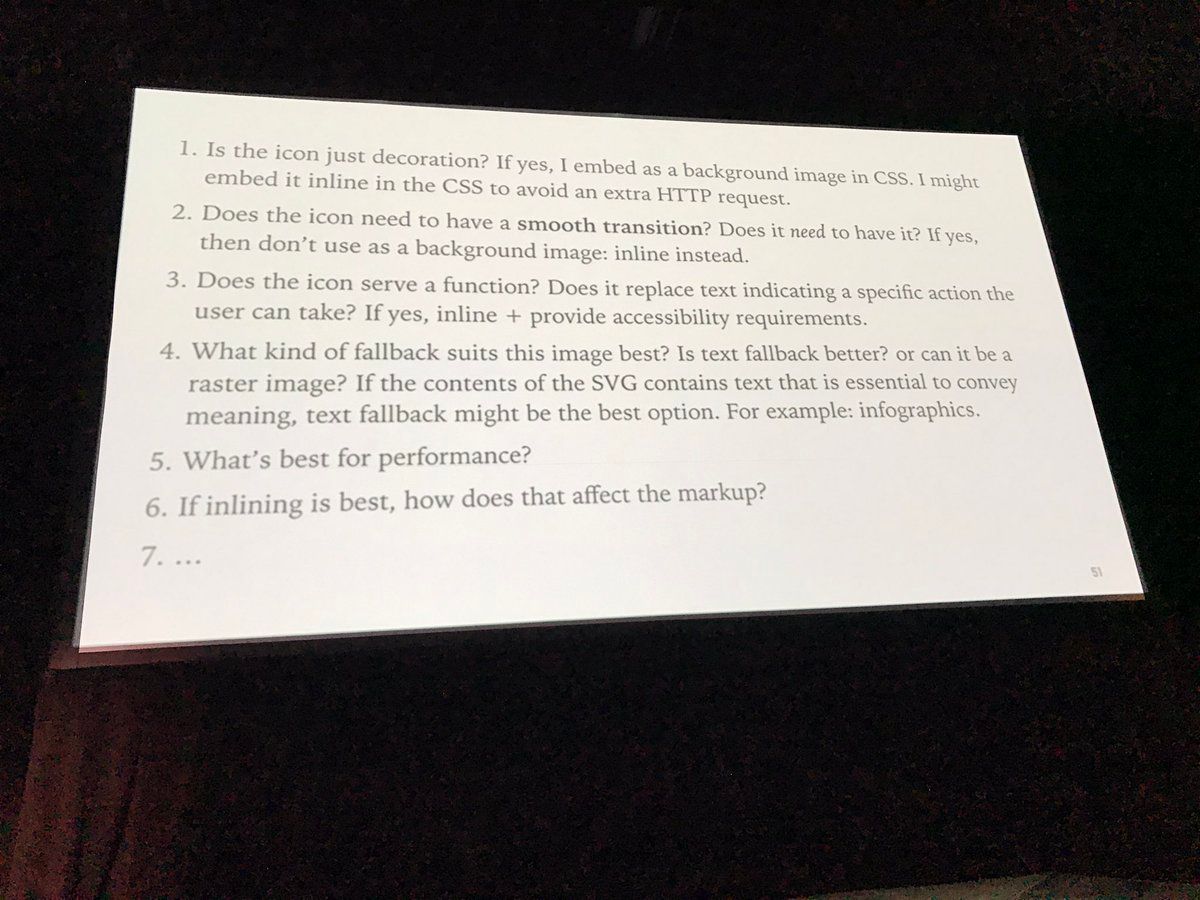 1. Is the icon just decoration? If yes, I embed as a background image in CSS. I might
embed it inline in the CSS to avoid an extra HTTP request.
2. Does the icon need to have a smooth transition? Does it need to have it? If yes,
then don’t use as a background image: inline instead.
3. Does the icon serve a function? Does it replace text indicating a specific action the
user can take? If yes, inline + provide accessibility requirements.
4. What kind of fallback suits this image best? Is text fallback better? or can it be a
raster image? If the contents of the SVG contains text that is essential to convey
meaning, text fallback might be the best option. For example: infographics.
5. What’s best for performance?
6. If inlining is best, how does that affect the markup?
7. ...
51